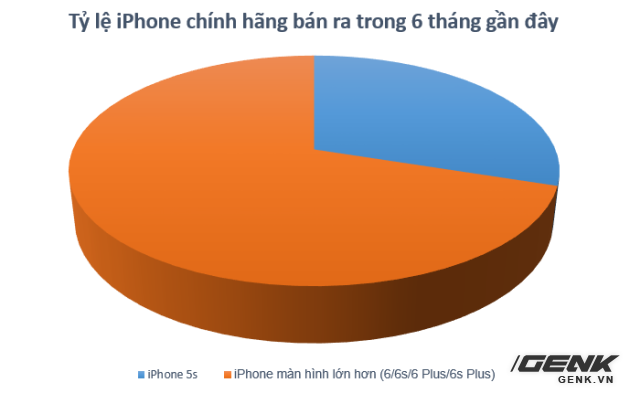 Tỷ lệ iPhone chính hãng bán ra trong 6 tháng gần đây
iPhone 5s
iPhone màn hình lớn hơn (6/6s/6 Plus/6s Plus)
GENK
GENK.VN